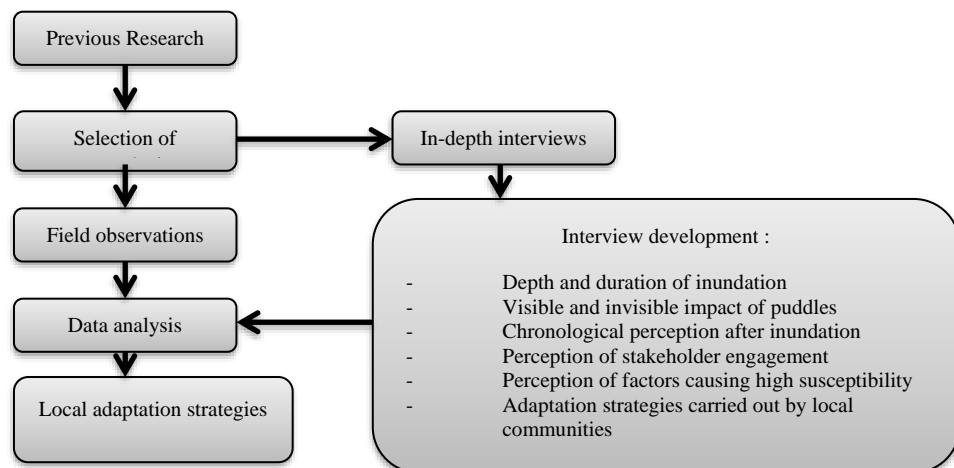 Previous Research
Selection of
In-depth interviews
Field observations
Data analysis
Local adaptation strategies
Interview development :
- Depth and duration of inundation
- Visible and invisible impact of puddles
- Chronological perception after inundation
- Perception of stakeholder engagement
- Perception of factors causing high susceptibility
- Adaptation strategies carried out by local
communities